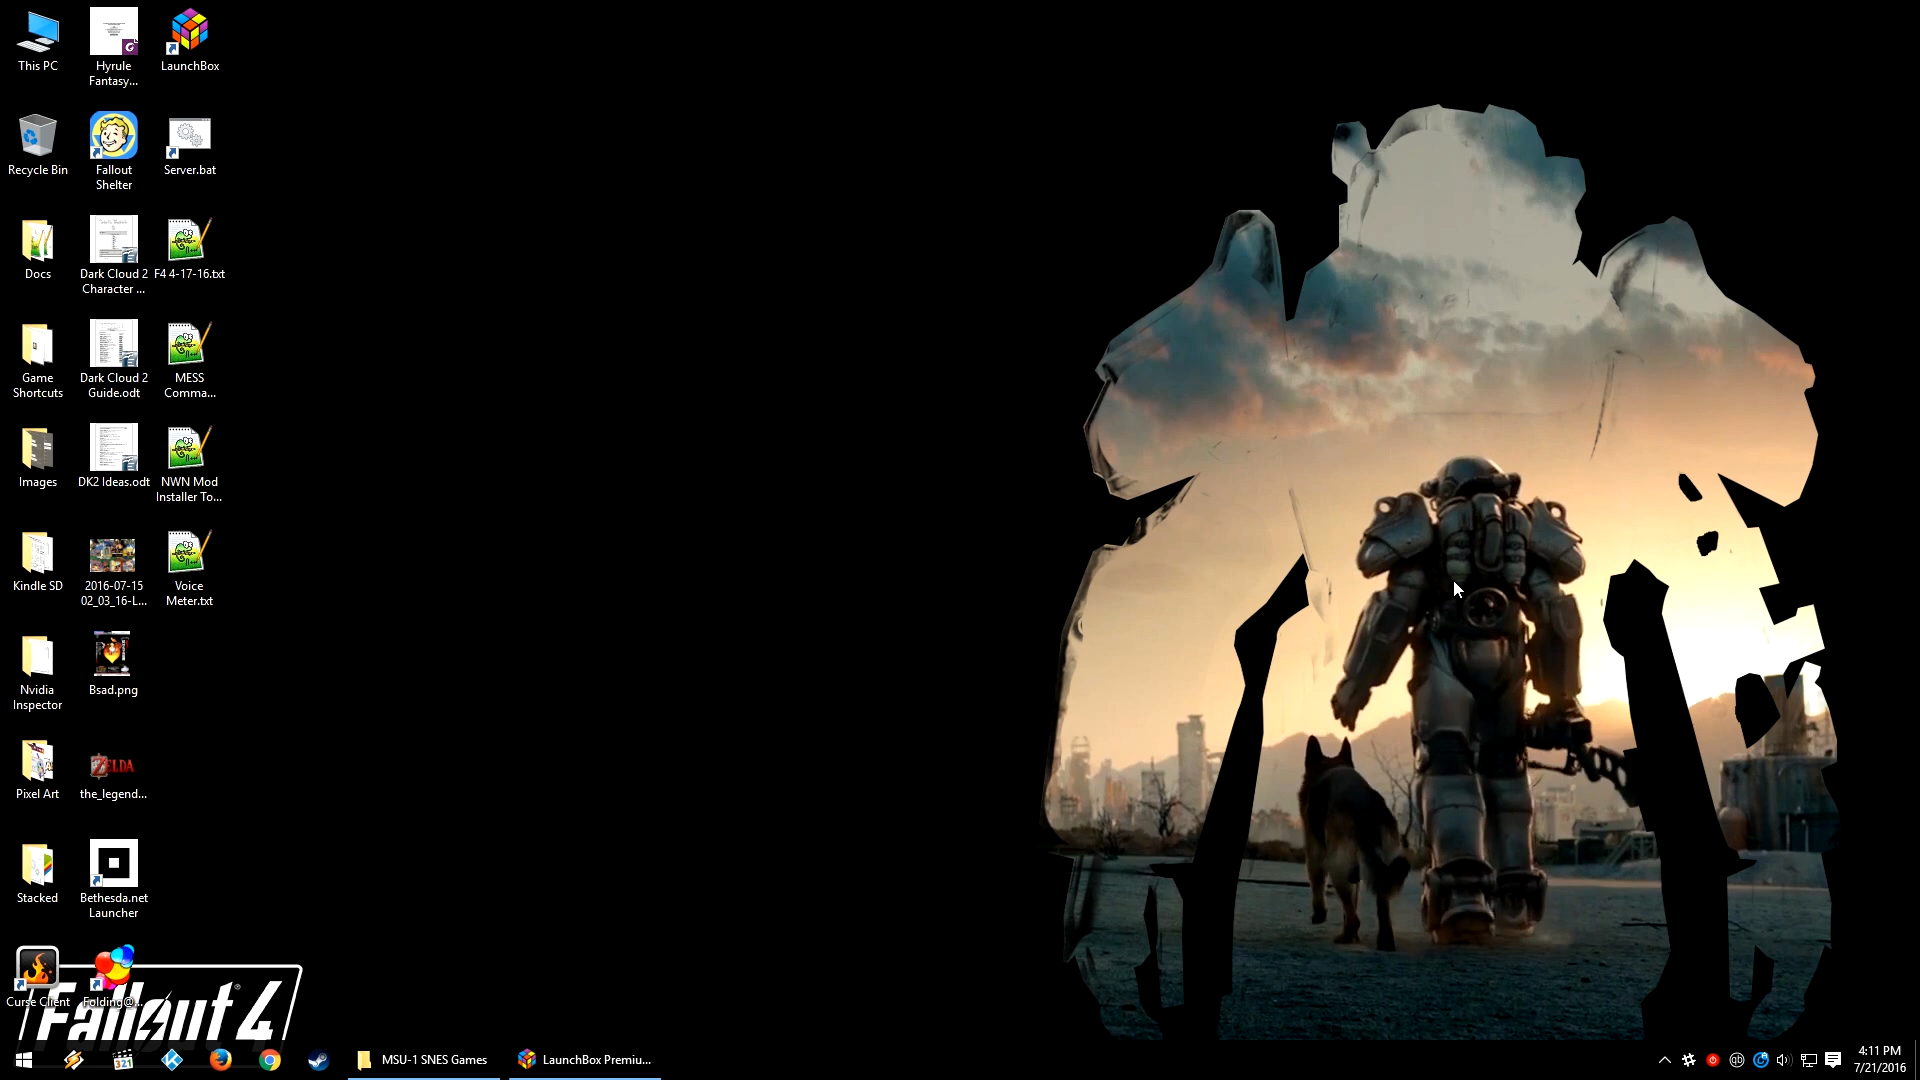 This PC
Hyrule
Fantasy...
LaunchBox
Recycle Bin
Fallout
Shelter
Server.bat
Docs
Dark Cloud 2
Character ...
F4 4-17-16.txt
Game
Shortcuts
Dark Cloud 2
Guide.odt
MESS
Comma...
Images
DK2 Ideas.odt
NWN Mod
Installer To...
Kindle SD
2016-07-15
02_03_16-L...
Voice
Meter.txt
Nvidia
Inspector
Bsad.png
Pixel Art
ZELDA
the_legend...
Stacked
Bethesda.net
Launcher
Curse Client
Folding@...
Fallout 4
321
MSU-1 SNES Games
LaunchBox Premiu...
qb
4:11 PM
7/21/2016